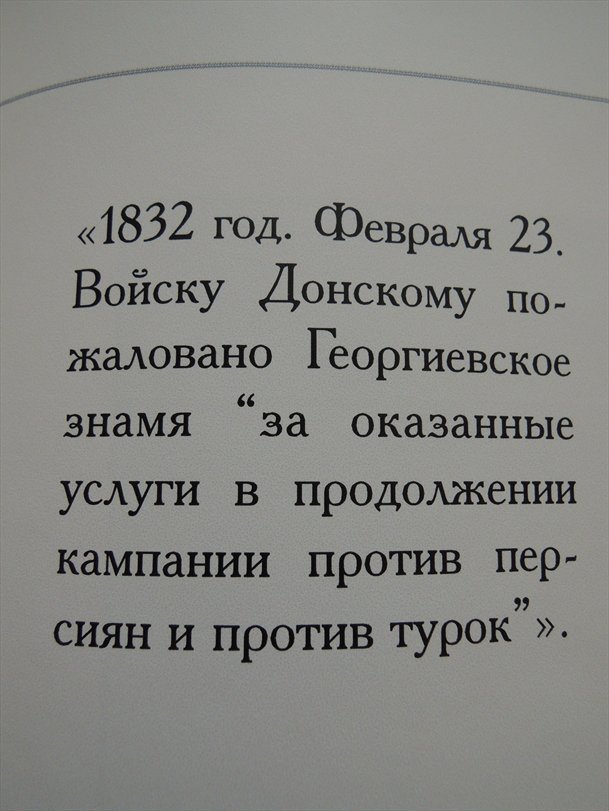 «1832 год. Февраля 23.
Войску Донскому по-
жаловано Георгиевское
знамя “за оказанные
услуги в продолжении
кампании против пер-
сиян и против турок”».